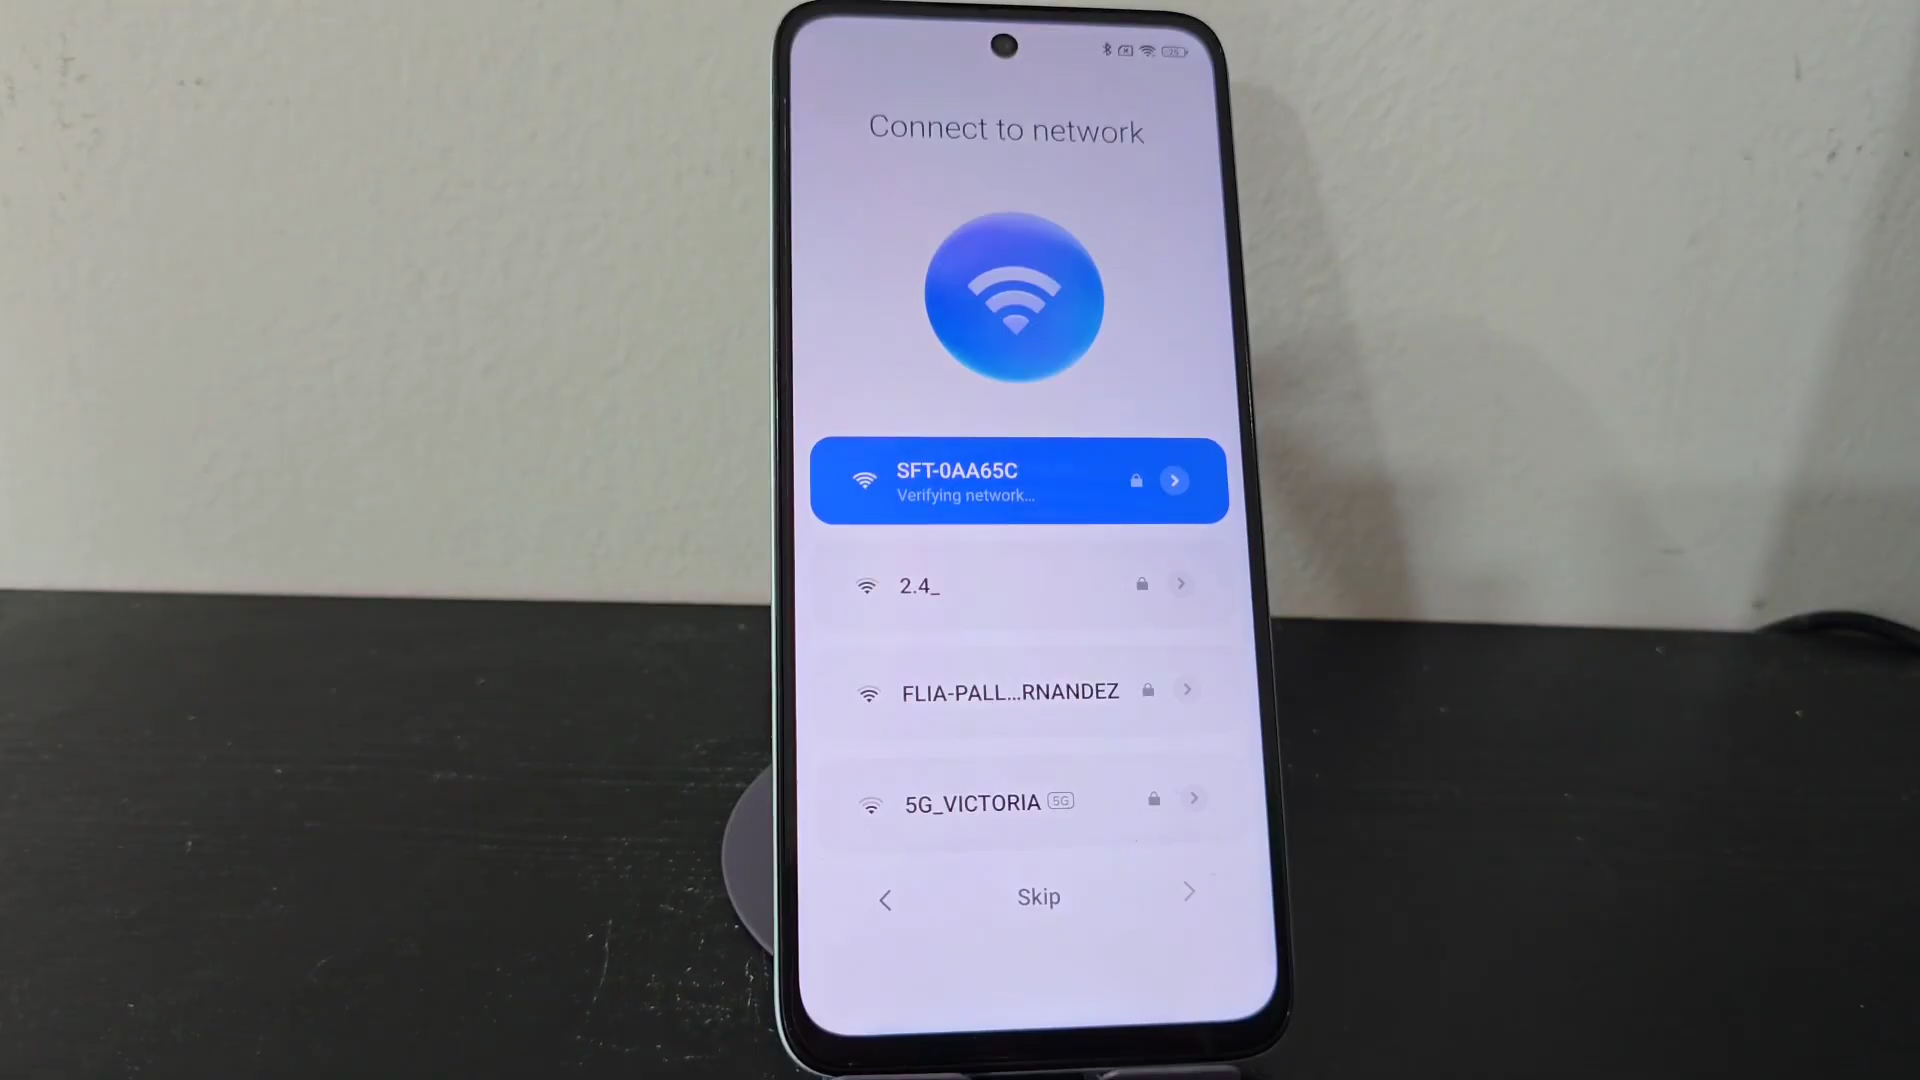 Connect to network
SFT-0AA65C
Verifying network...
2.4_
FLIA-PALL...RNANDEZ
5G_VICTORIA 5G
Skip